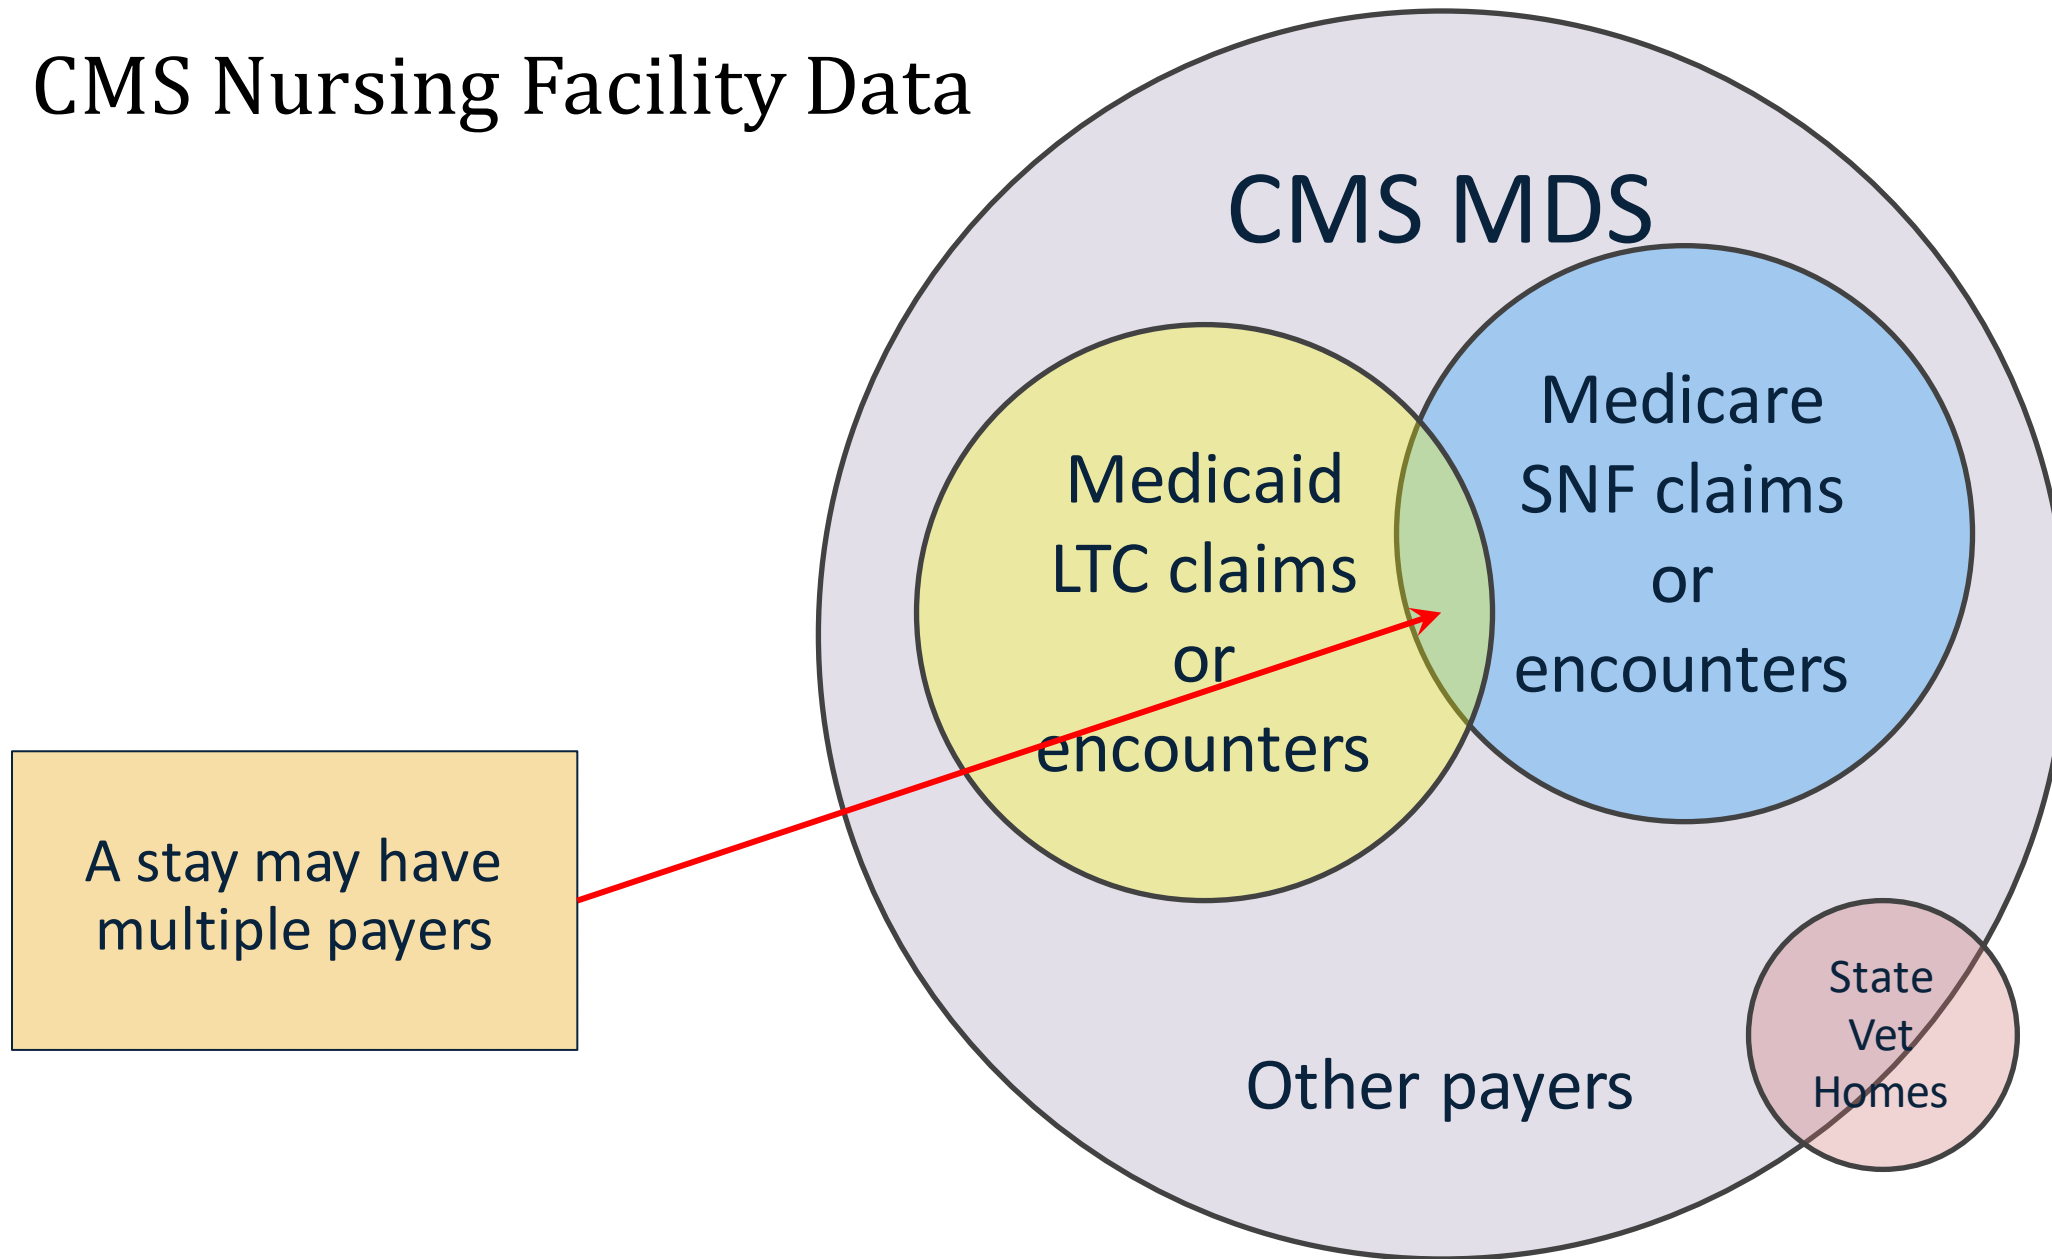 CMS Nursing Facility Data
CMS MDS
Medicaid
LTC claims
or
encounters
Medicare
SNF claims
or
encounters
A stay may have
multiple payers
Other payers
State
Vet
Homes